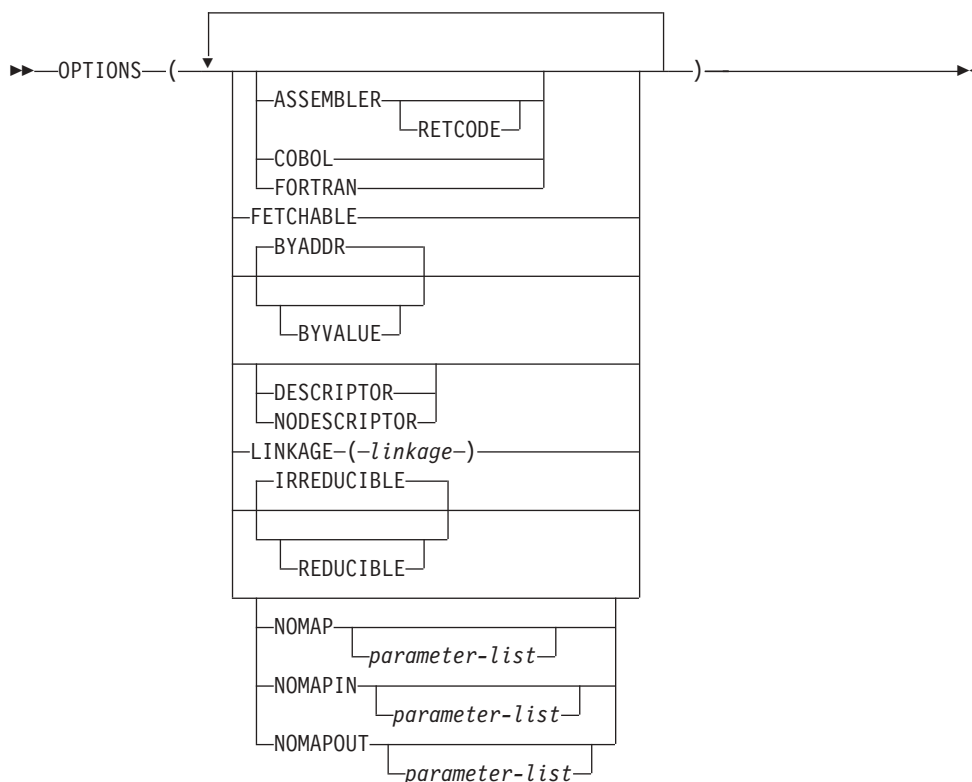 OPTIONS ( )
ASSEMBLER
RETCODE
COBOL
FORTRAN
FETCHABLE
BYADDR
BYVALUE
DESCRIPTOR
NODESCRIPTOR
LINKAGE (linkage)
IRREDUCIBLE
REDUCIBLE
NOMAP
parameter-list
NOMAPIN
parameter-list
NOMAPOUT
parameter-list